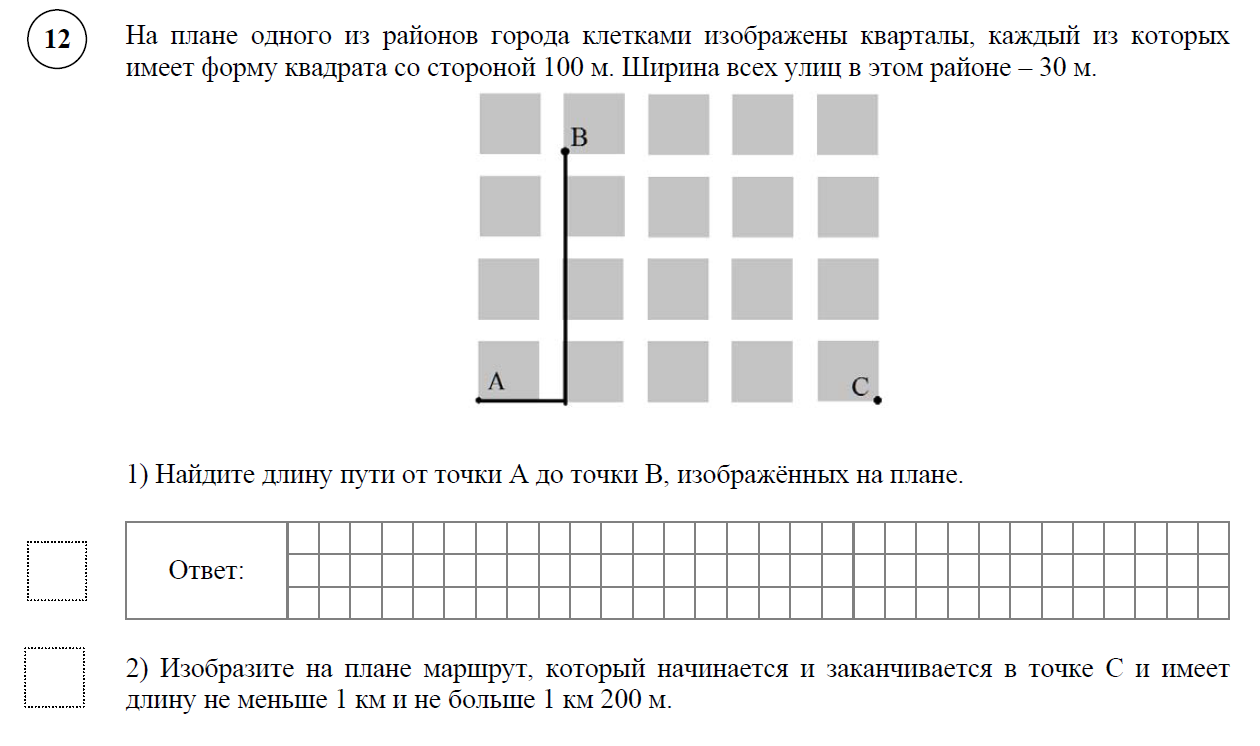 12
На плане одного из районов города клетками изображены кварталы, каждый из которых
имеет форму квадрата со стороной 100 м. Ширина всех улиц в этом районе – 30 м.
B
A
C
1) Найдите длину пути от точки A до точки B, изображённых на плане.
Ответ:
2) Изобразите на плане маршрут, который начинается и заканчивается в точке C и имеет
длину не меньше 1 км и не больше 1 км 200 м.